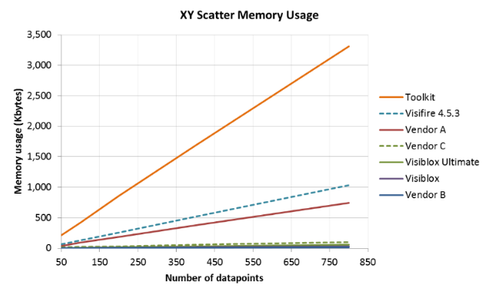 XY Scatter Memory Usage
Memory usage (Kbytes)
3,500
3,000
2,500
2,000
1,500
1,000
500
0
50 150 250 350 450 550 650 750 850
Number of datapoints
Toolkit
Visifire 4.5.3
Vendor A
Vendor C
Visiblox Ultimate
Visiblox
Vendor B